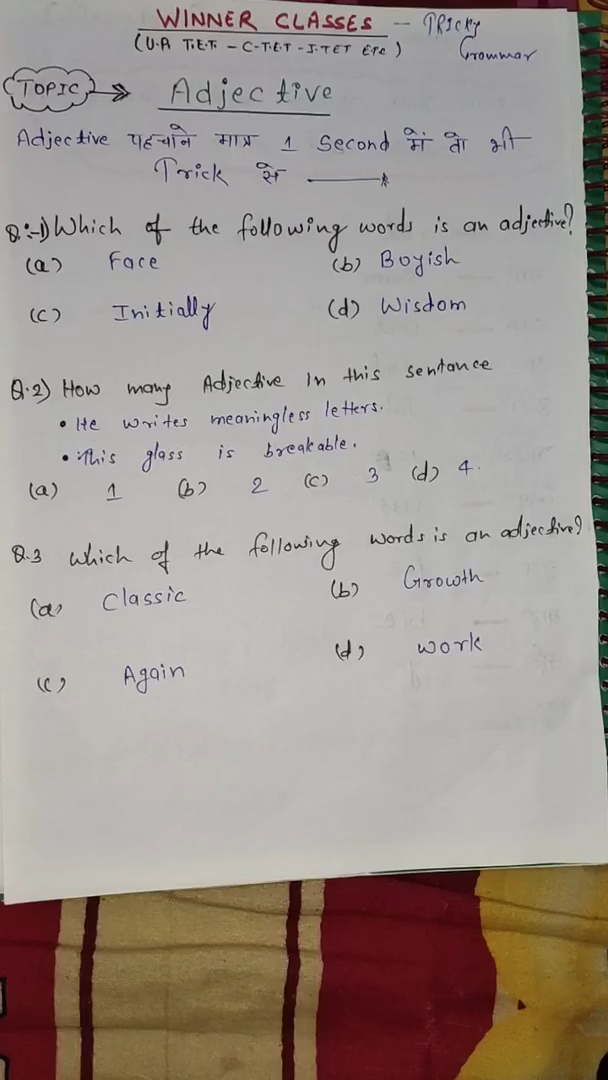 WINNER CLASSES - TRICKY
(U.P T.E.T. - C-T.E.T - S-TET ETC) Grammar
TOPIC Adjective
Adjective पहचाने मात्र 1 Second में वो भी
Trick से
Q:-1) Which of the following words is an adjective?
(a) Face (b) Boyish
(c) Initially (d) Wisdom
Q.2) How many Adjective in this sentance
• He writes meaningless letters.
• This glass is breakable.
(a) 1 (b) 2 (c) 3 (d) 4.
Q.3 Which of the following words is an adjective?
(a) Classic (b) Growth
(c) Again (d) work